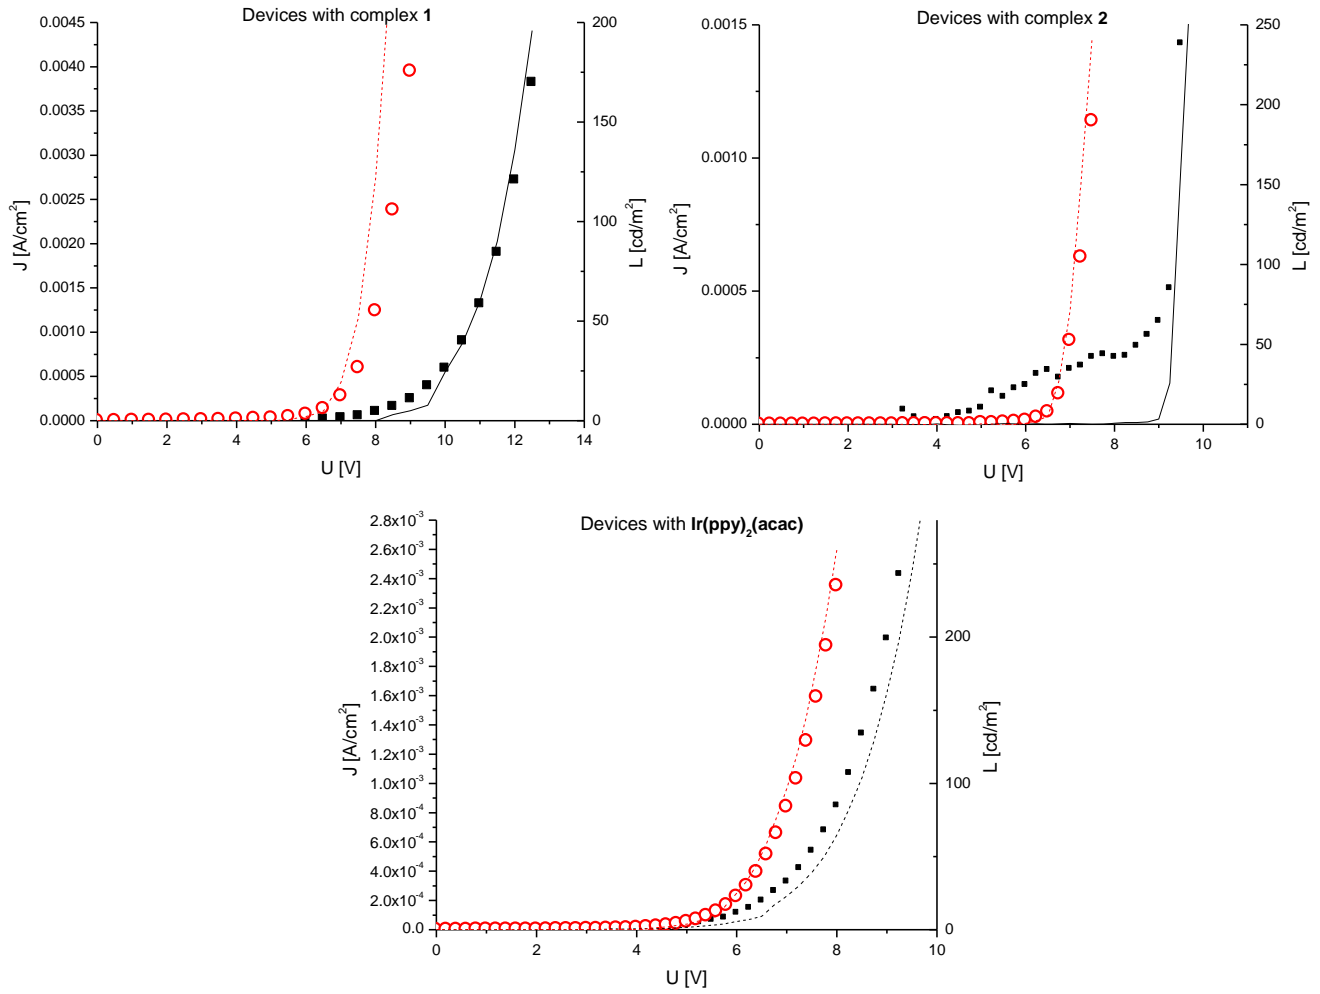 Devices with complex 1
0.0045
0.0040
0.0035
0.0030
0.0025
0.0020
0.0015
0.0010
0.0005
0.0000
J [A/cm²]
0 2 4 6 8 10 12 14
U [V]
200
150
100
50
0
L [cd/m²]
Devices with complex 2
0.0015
0.0010
0.0005
0.0000
J [A/cm²]
0 2 4 6 8 10
U [V]
250
200
150
100
50
0
L [cd/m²]
Devices with Ir(ppy)₂(acac)
2.8x10⁻³
2.6x10⁻³
2.4x10⁻³
2.2x10⁻³
2.0x10⁻³
1.8x10⁻³
1.6x10⁻³
1.4x10⁻³
1.2x10⁻³
1.0x10⁻³
8.0x10⁻⁴
6.0x10⁻⁴
4.0x10⁻⁴
2.0x10⁻⁴
0.0
J [A/cm²]
0 2 4 6 8 10
U [V]
200
100
0
L [cd/m²]